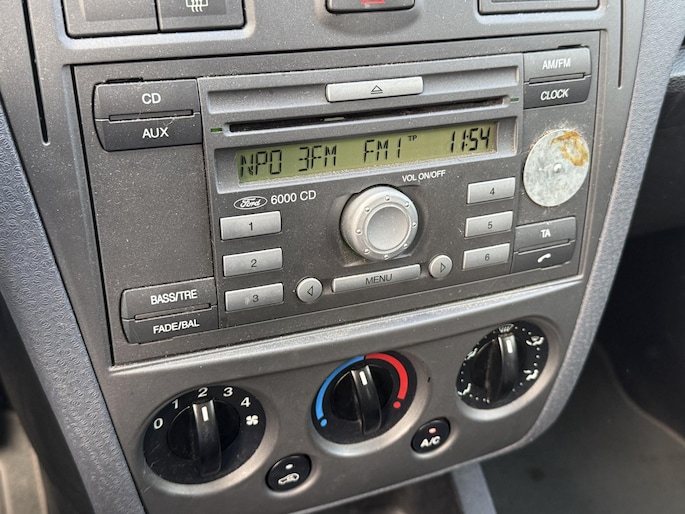 CD
AUX
AM/FM
CLOCK
NPO 3FM FM1 TP 11:54
Ford 6000 CD
VOL ON/OFF
1
2
3
4
5
6
MENU
TA
BASS/TRE
FADE/BAL
0 1 2 3 4
A/C